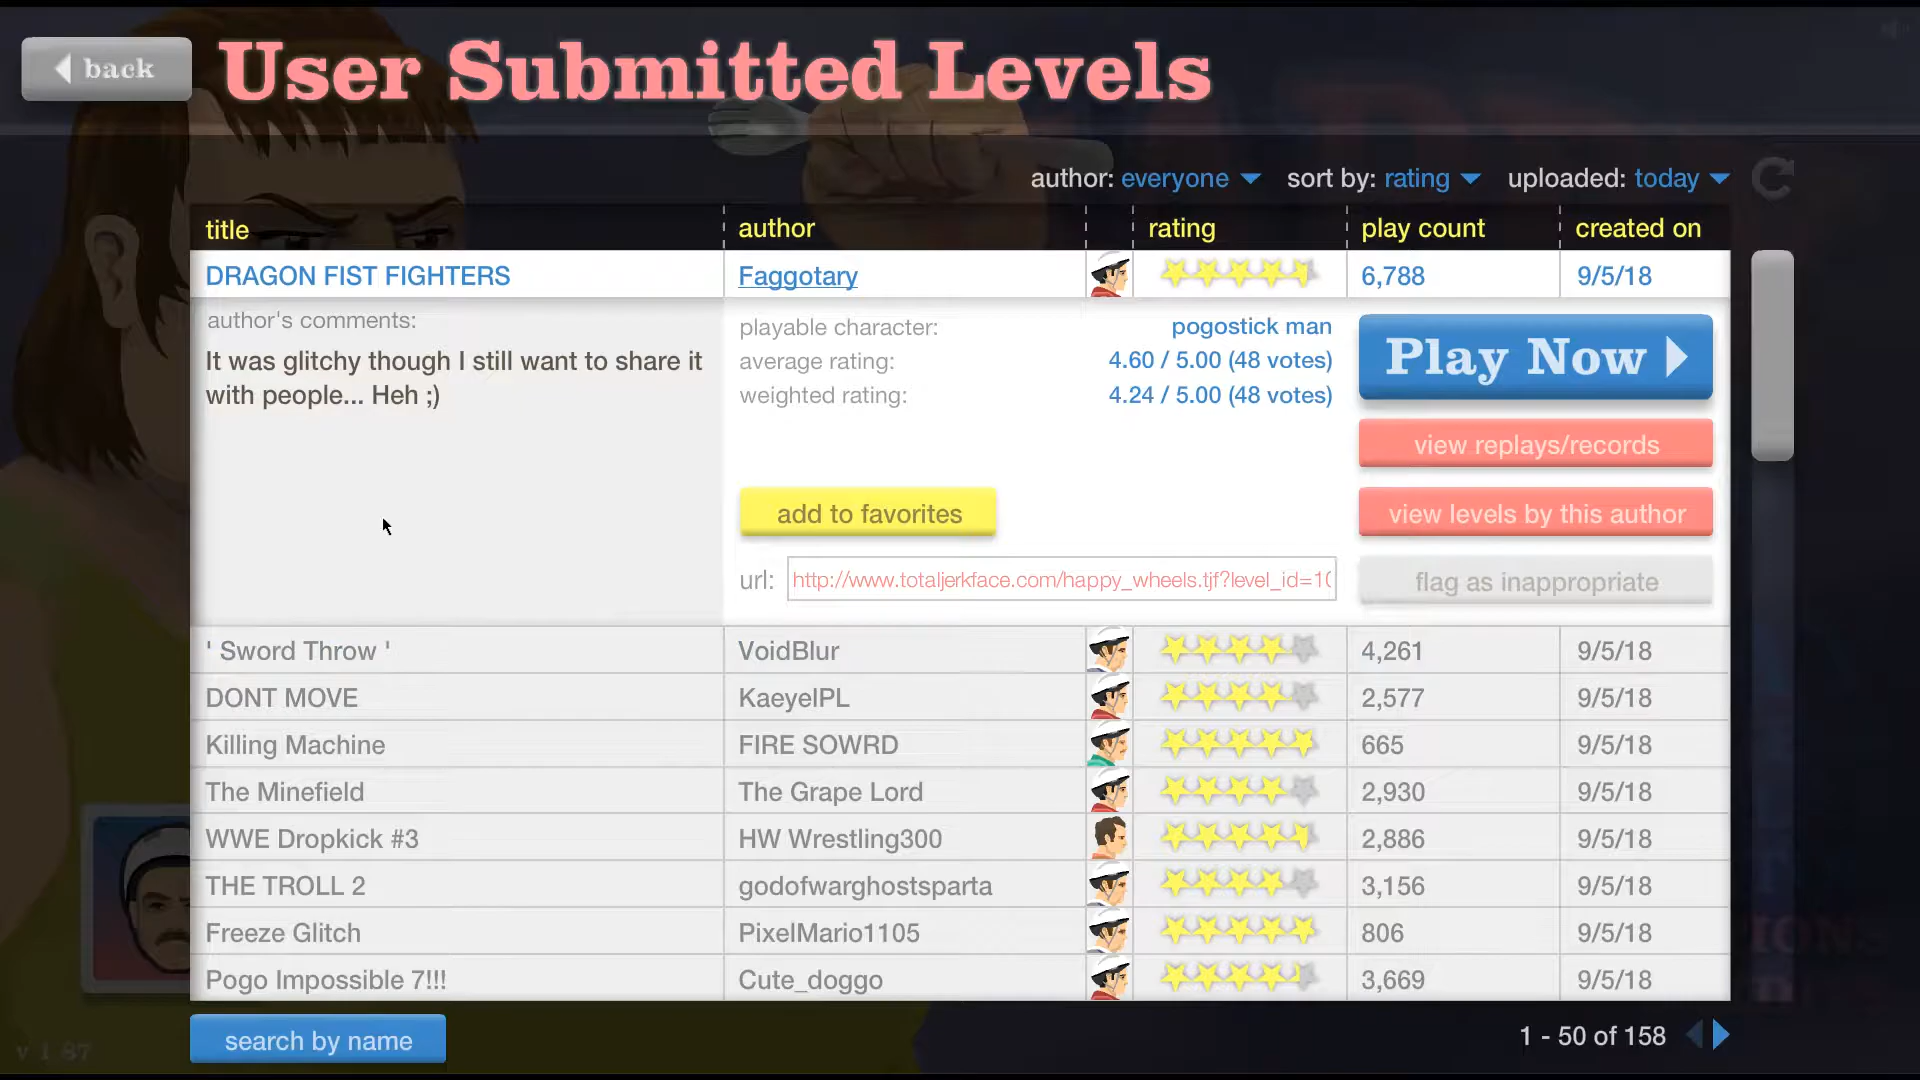 back
User Submitted Levels
author: everyone sort by: rating uploaded: today
title author rating play count created on
DRAGON FIST FIGHTERS Faggotary 6,788 9/5/18
author's comments:
It was glitchy though I still want to share it
with people... Heh ;)
playable character: pogostick man
average rating: 4.60 / 5.00 (48 votes)
weighted rating: 4.24 / 5.00 (48 votes)
Play Now
view replays/records
add to favorites
view levels by this author
url: http://www.totaljerkface.com/happy_wheels.tjf?level_id=10
flag as inappropriate
' Sword Throw ' VoidBlur 4,261 9/5/18
DONT MOVE KaeyelPL 2,577 9/5/18
Killing Machine FIRE SOWRD 665 9/5/18
The Minefield The Grape Lord 2,930 9/5/18
WWE Dropkick #3 HW Wrestling300 2,886 9/5/18
THE TROLL 2 godofwarghostsparta 3,156 9/5/18
Freeze Glitch PixelMario1105 806 9/5/18
Pogo Impossible 7!!! Cute_doggo 3,669 9/5/18
search by name
1 - 50 of 158
v 1.87